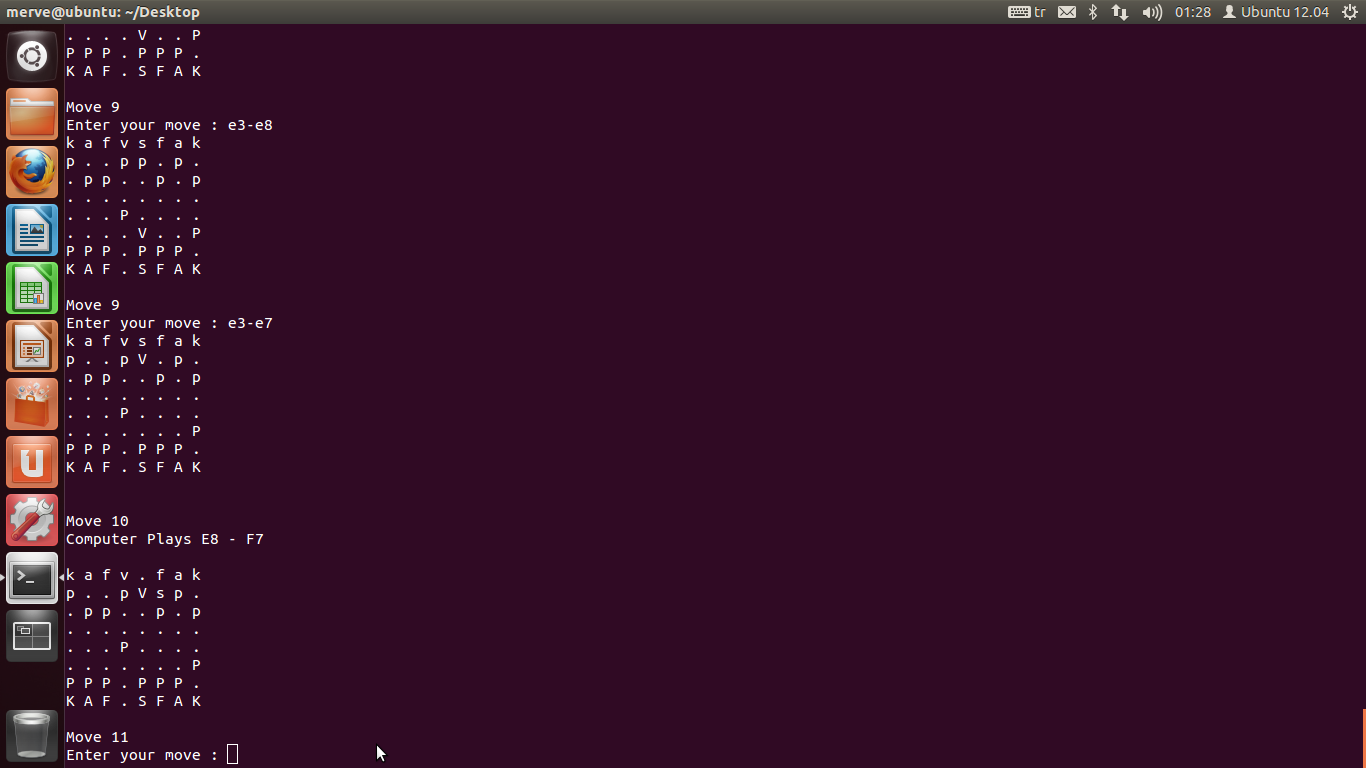 merve@ubuntu: ~/Desktop tr 01:28 Ubuntu 12.04
. . . . V . . P
P P P . P P P .
K A F . S F A K
Move 9
Enter your move : e3-e8
k a f v s f a k
p . . p p . p .
. p p . . p . p
. . . . . . . .
. . . P . . . .
. . . . V . . P
P P P . P P P .
K A F . S F A K
Move 9
Enter your move : e3-e7
k a f v s f a k
p . . p V . p .
. p p . . p . p
. . . . . . . .
. . . P . . . .
. . . . . . . P
P P P . P P P .
K A F . S F A K
Move 10
Computer Plays E8 - F7
k a f v . f a k
p . . p V s p .
. p p . . p . p
. . . . . . . .
. . . P . . . .
. . . . . . . P
P P P . P P P .
K A F . S F A K
Move 11
Enter your move :